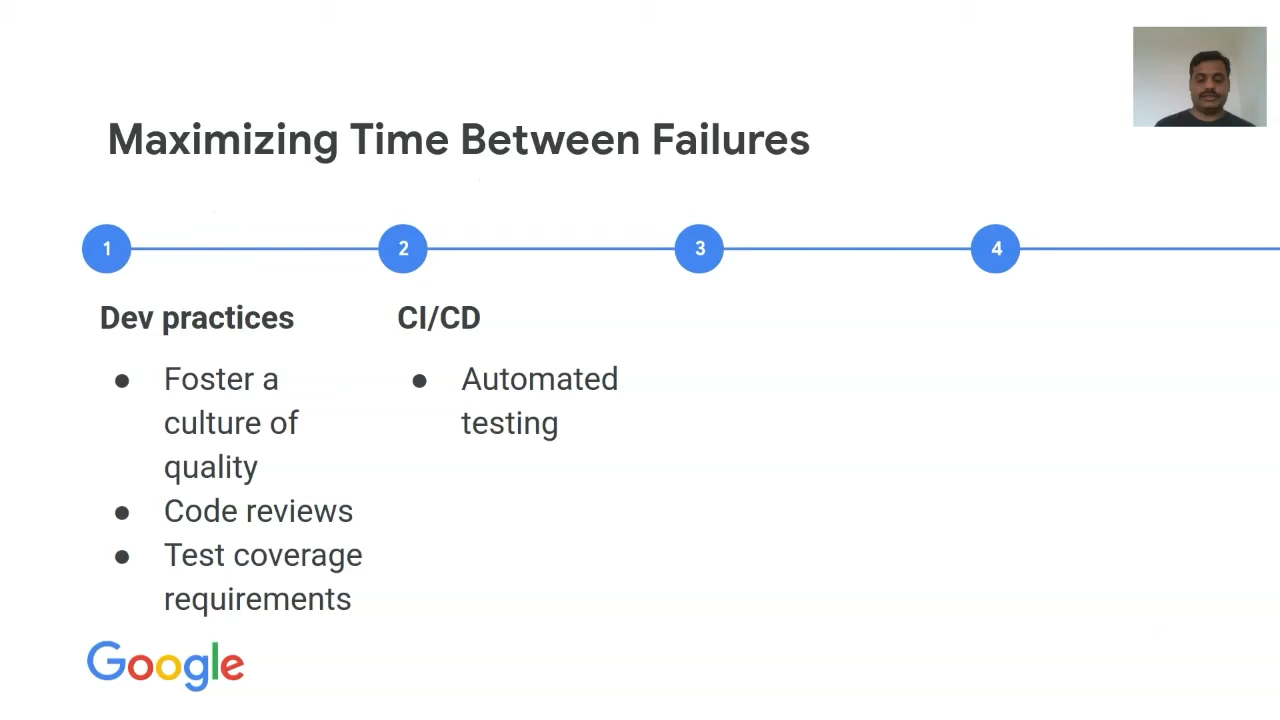 Maximizing Time Between Failures
1
2
3
4
Dev practices
● Foster a
culture of
quality
● Code reviews
● Test coverage
requirements
CI/CD
● Automated
testing
Google